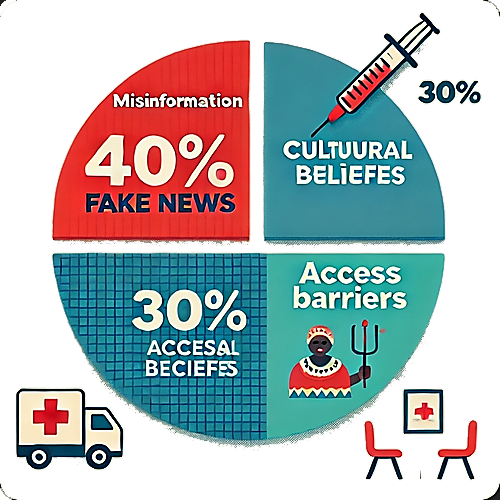 Misinformation
40%
FAKE NEWS
30%
CULTUURAL
BELIEFES
30%
ACCESAL
BECIEFES
Access
barriers